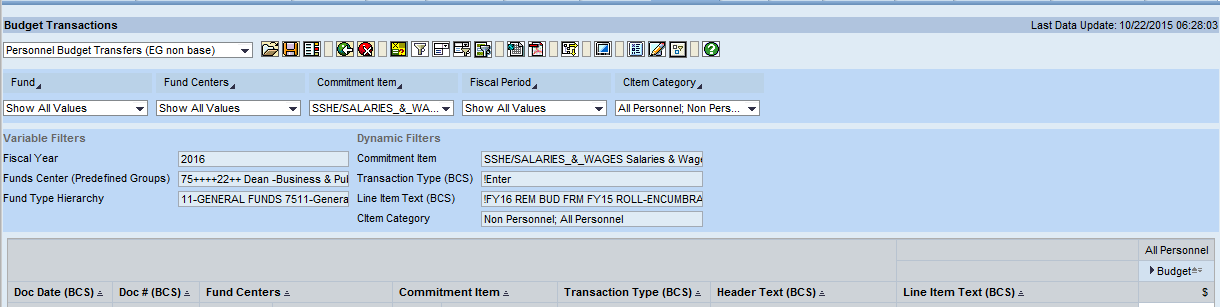 Budget Transactions Last Data Update: 10/22/2015 06:28:03
Personnel Budget Transfers (EG non base)
Fund Fund Centers Commitment Item Fiscal Period CItem Category
Show All Values Show All Values SSHE/SALARIES_&_WA... Show All Values All Personnel; Non Pers...
Variable Filters Dynamic Filters
Fiscal Year 2016 Commitment Item SSHE/SALARIES_&_WAGES Salaries & Wage
Funds Center (Predefined Groups) 75++++22++ Dean -Business & Pul Transaction Type (BCS) !Enter
Fund Type Hierarchy 11-GENERAL FUNDS 7511-Genera Line Item Text (BCS) !FY16 REM BUD FRM FY15 ROLL-ENCUMBRA
CItem Category Non Personnel; All Personnel
All Personnel
Budget
Doc Date (BCS) Doc # (BCS) Fund Centers Commitment Item Transaction Type (BCS) Header Text (BCS) Line Item Text (BCS) $